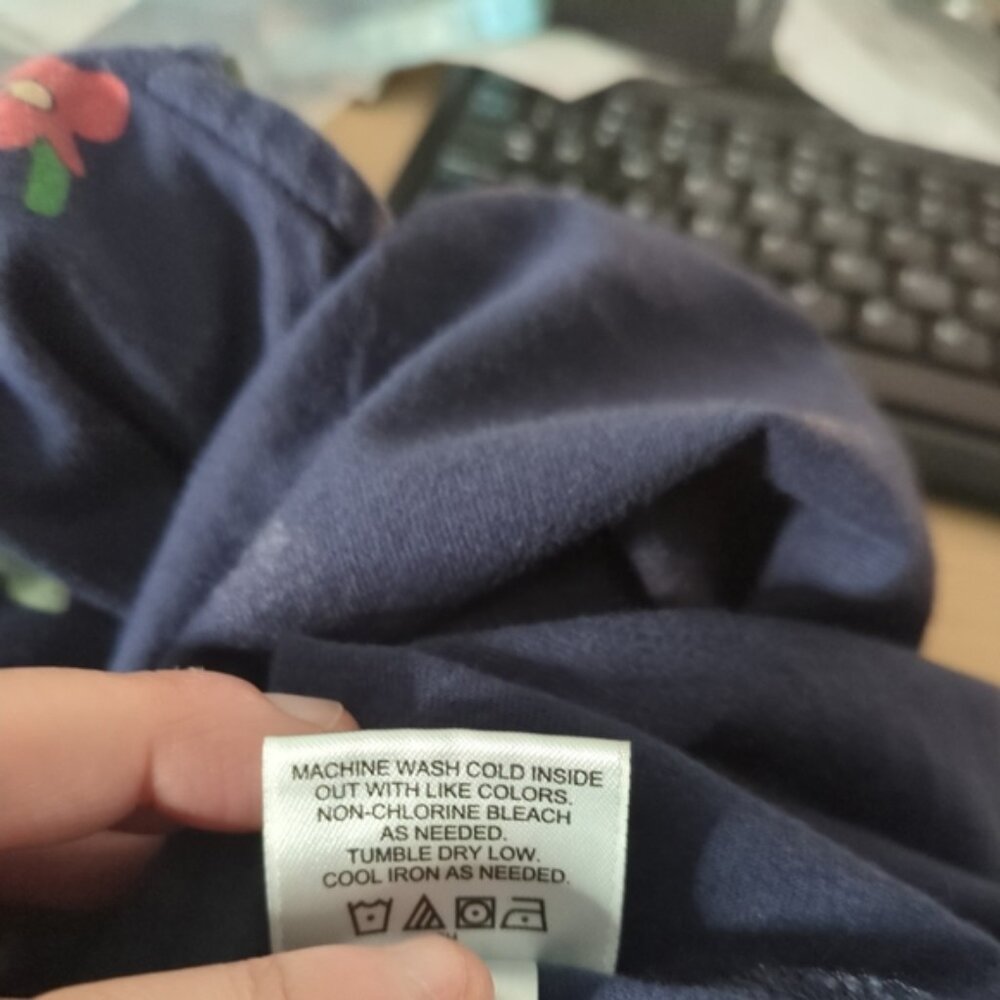 MACHINE WASH COLD INSIDE
OUT WITH LIKE COLORS.
NON-CHLORINE BLEACH
AS NEEDED.
TUMBLE DRY LOW.
COOL IRON AS NEEDED.